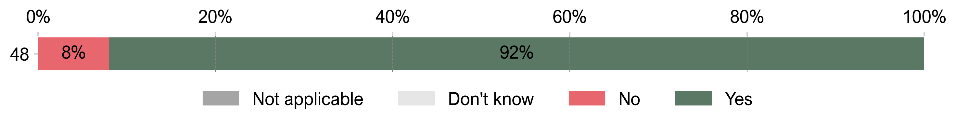 0% 20% 40% 60% 80% 100%
48 8% 92%
Not applicable Don't know No Yes